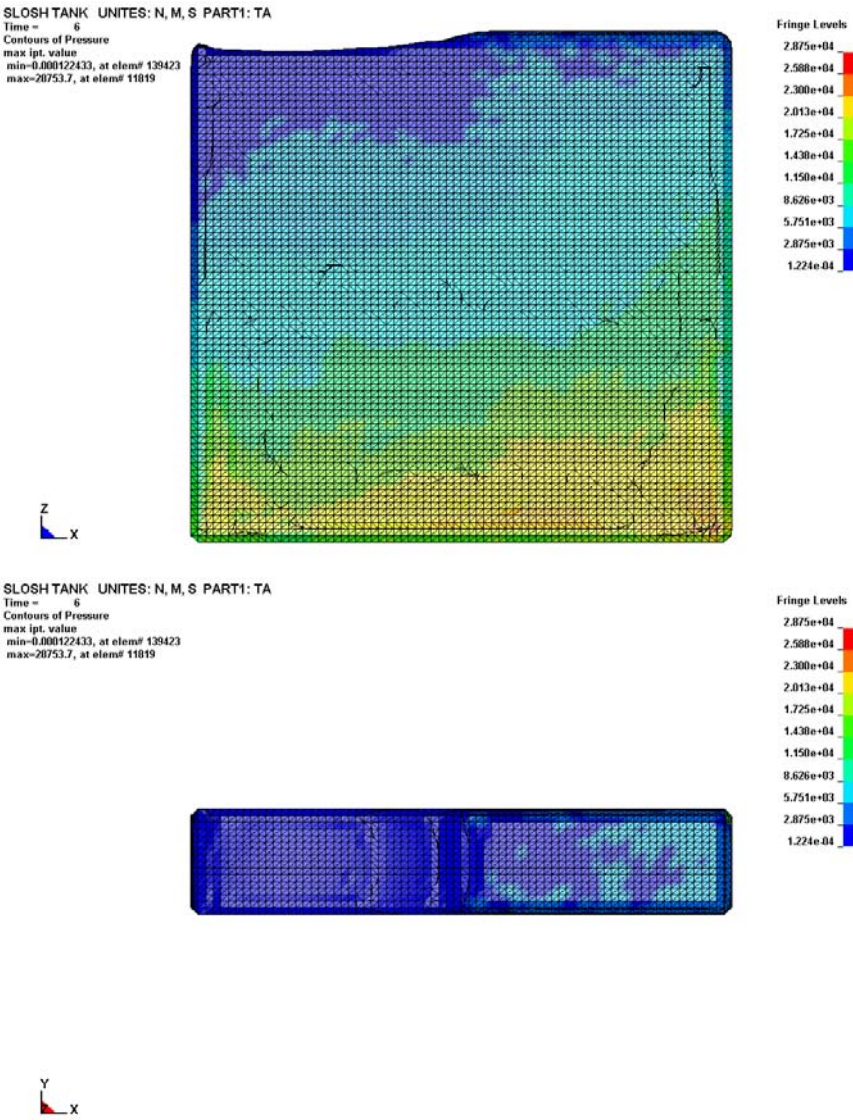 SLOSH TANK UNITES: N, M, S PART1: TA
Time = 6
Contours of Pressure
max ipt. value
min=0.000122433, at elem# 139423
max=28753.7, at elem# 11819
Fringe Levels
2.875e+04
2.588e+04
2.300e+04
2.013e+04
1.725e+04
1.438e+04
1.150e+04
8.626e+03
5.751e+03
2.875e+03
1.224e-04
Z
X
SLOSH TANK UNITES: N, M, S PART1: TA
Time = 6
Contours of Pressure
max ipt. value
min=0.000122433, at elem# 139423
max=28753.7, at elem# 11819
Fringe Levels
2.875e+04
2.588e+04
2.300e+04
2.013e+04
1.725e+04
1.438e+04
1.150e+04
8.626e+03
5.751e+03
2.875e+03
1.224e-04
Y
X